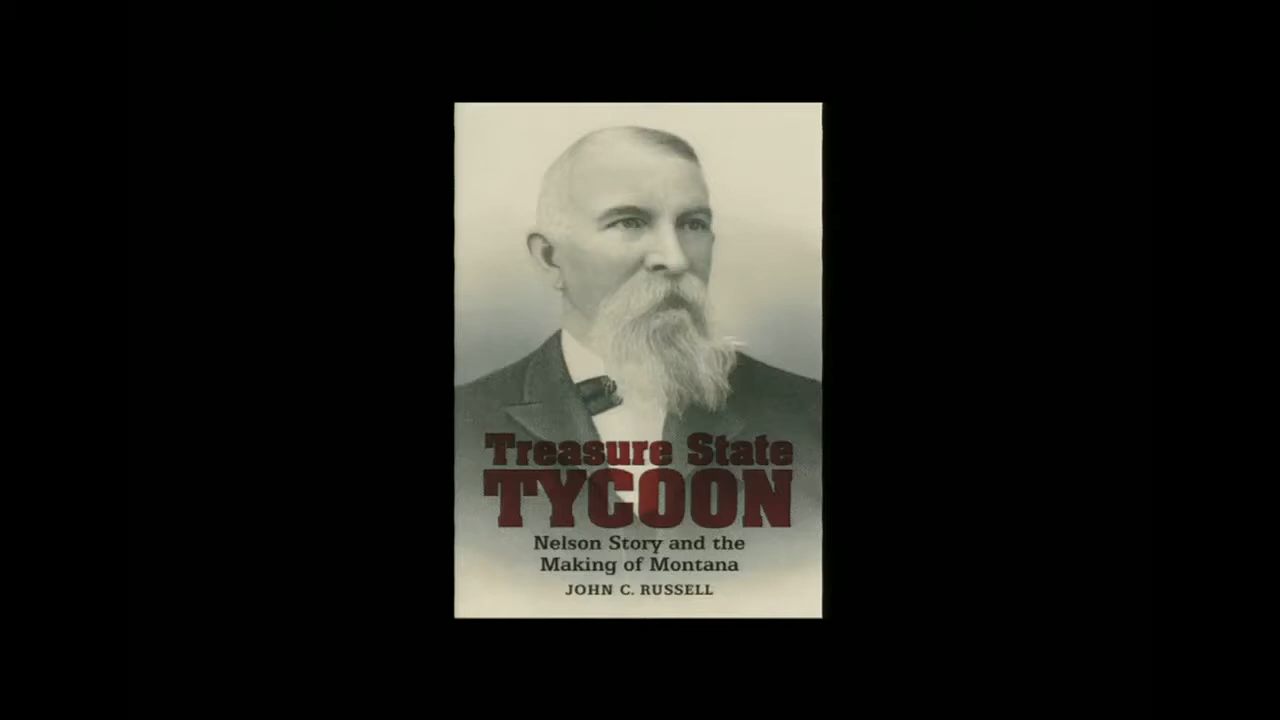 Treasure State
TYCOON
Nelson Story and the
Making of Montana
JOHN C. RUSSELL